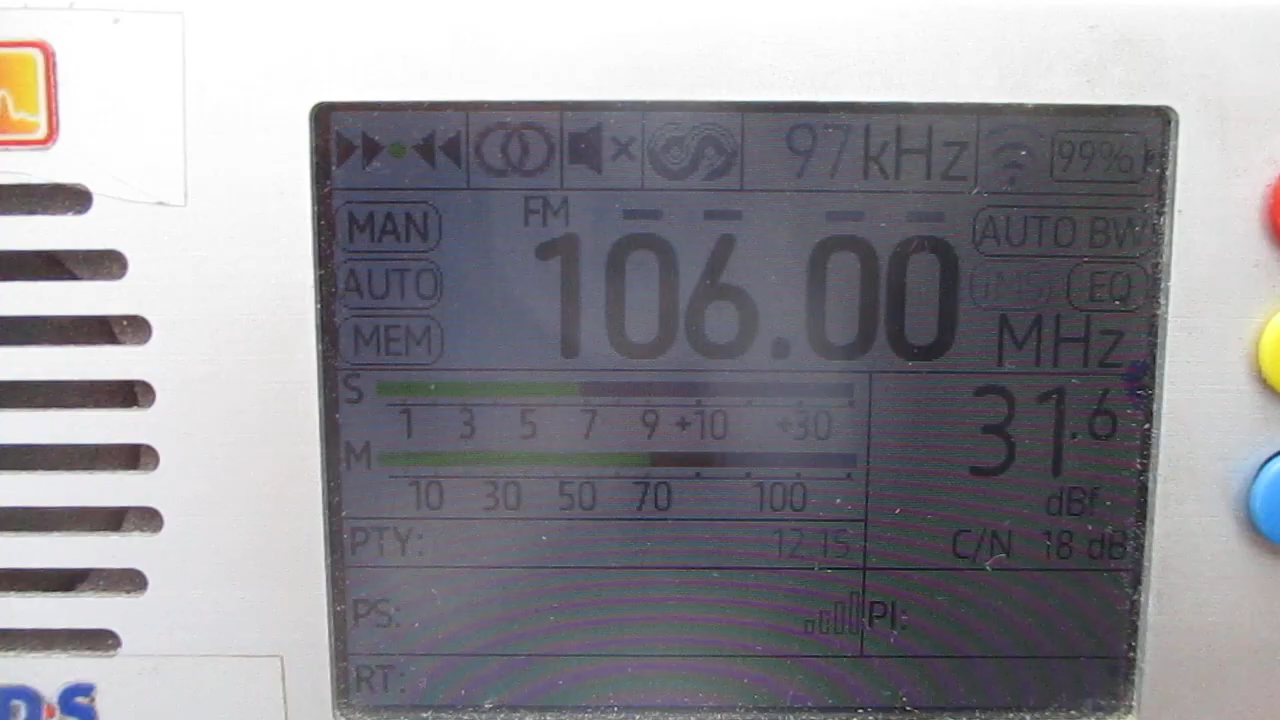 97 kHz 99%
MAN FM 106.00 MHz AUTO BW
AUTO (iMS) EQ
MEM
S
1 3 5 7 9 +10 +30
31.6
M
10 30 50 70 100
dBf
PTY: 12:15
C/N 18 dB
PS: PI:
RT: